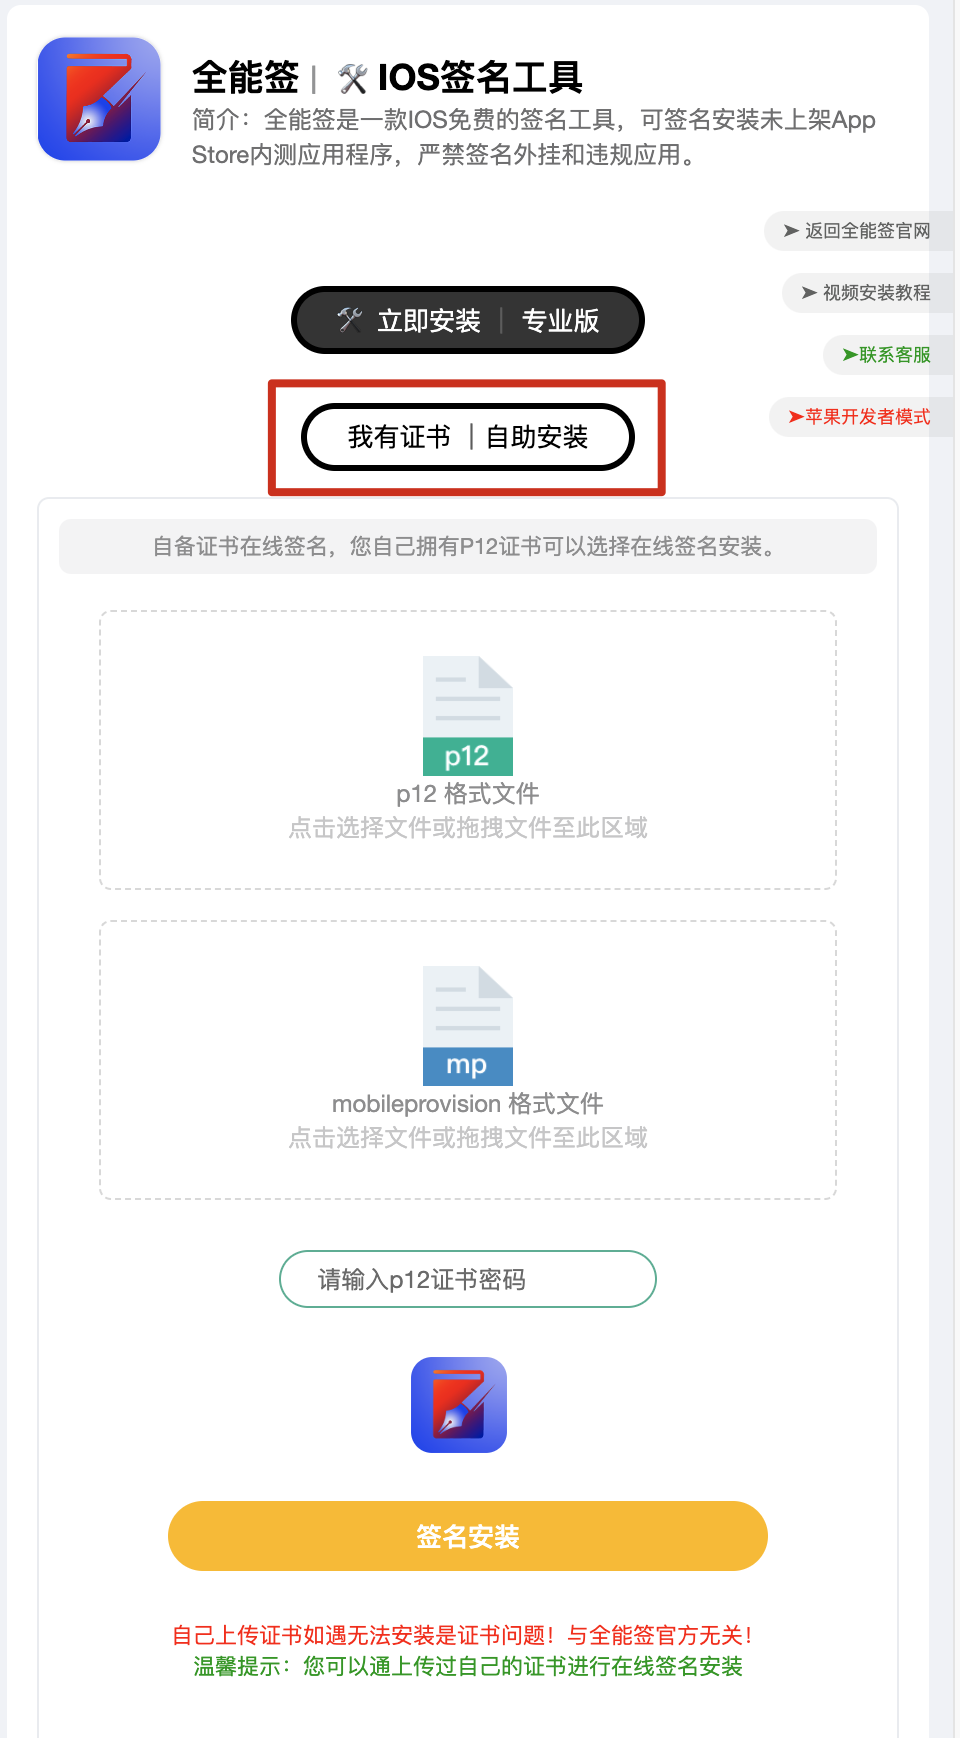 全能签｜🛠 IOS签名工具
简介：全能签是一款IOS免费的签名工具，可签名安装未上架App
Store内测应用程序，严禁签名外挂和违规应用。
➤ 返回全能签官网
➤ 视频安装教程
🛠 立即安装｜专业版
➤联系客服
➤苹果开发者模式
我有证书｜自助安装
自备证书在线签名，您自己拥有P12证书可以选择在线签名安装。
p12
p12 格式文件
点击选择文件或拖拽文件至此区域
mp
mobileprovision 格式文件
点击选择文件或拖拽文件至此区域
请输入p12证书密码
签名安装
自己上传证书如遇无法安装是证书问题！与全能签官方无关！
温馨提示：您可以通上传过自己的证书进行在线签名安装